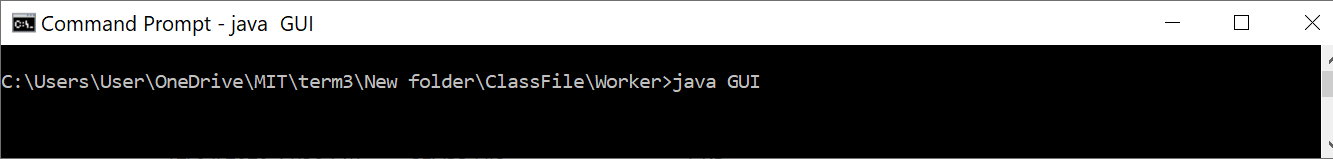 Command Prompt - java  GUI
C:\Users\User\OneDrive\MIT\term3\New folder\ClassFile\Worker>java GUI